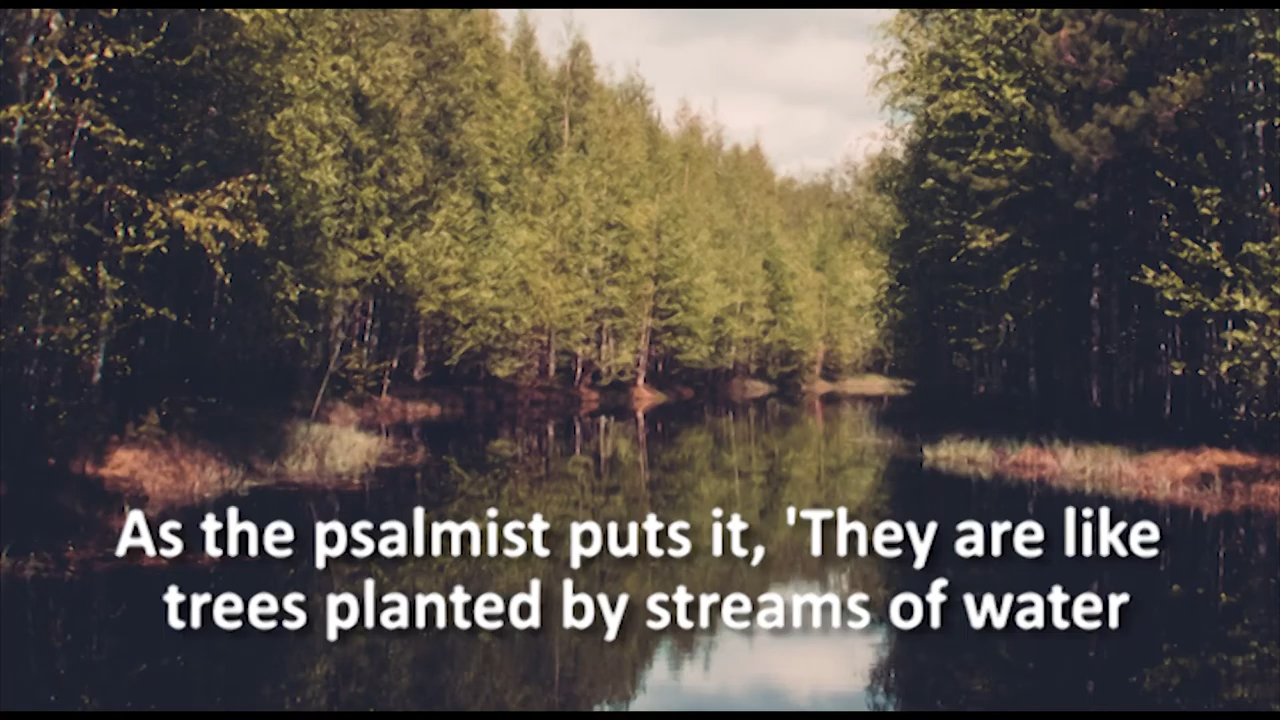 As the psalmist puts it, 'They are like
trees planted by streams of water